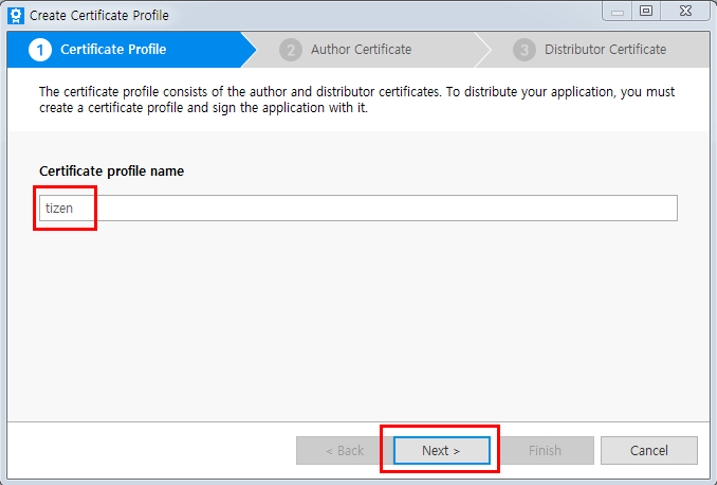 Create Certificate Profile
1 Certificate Profile
2 Author Certificate
3 Distributor Certificate
The certificate profile consists of the author and distributor certificates. To distribute your application, you must
create a certificate profile and sign the application with it.
Certificate profile name
tizen
< Back
Next >
Finish
Cancel